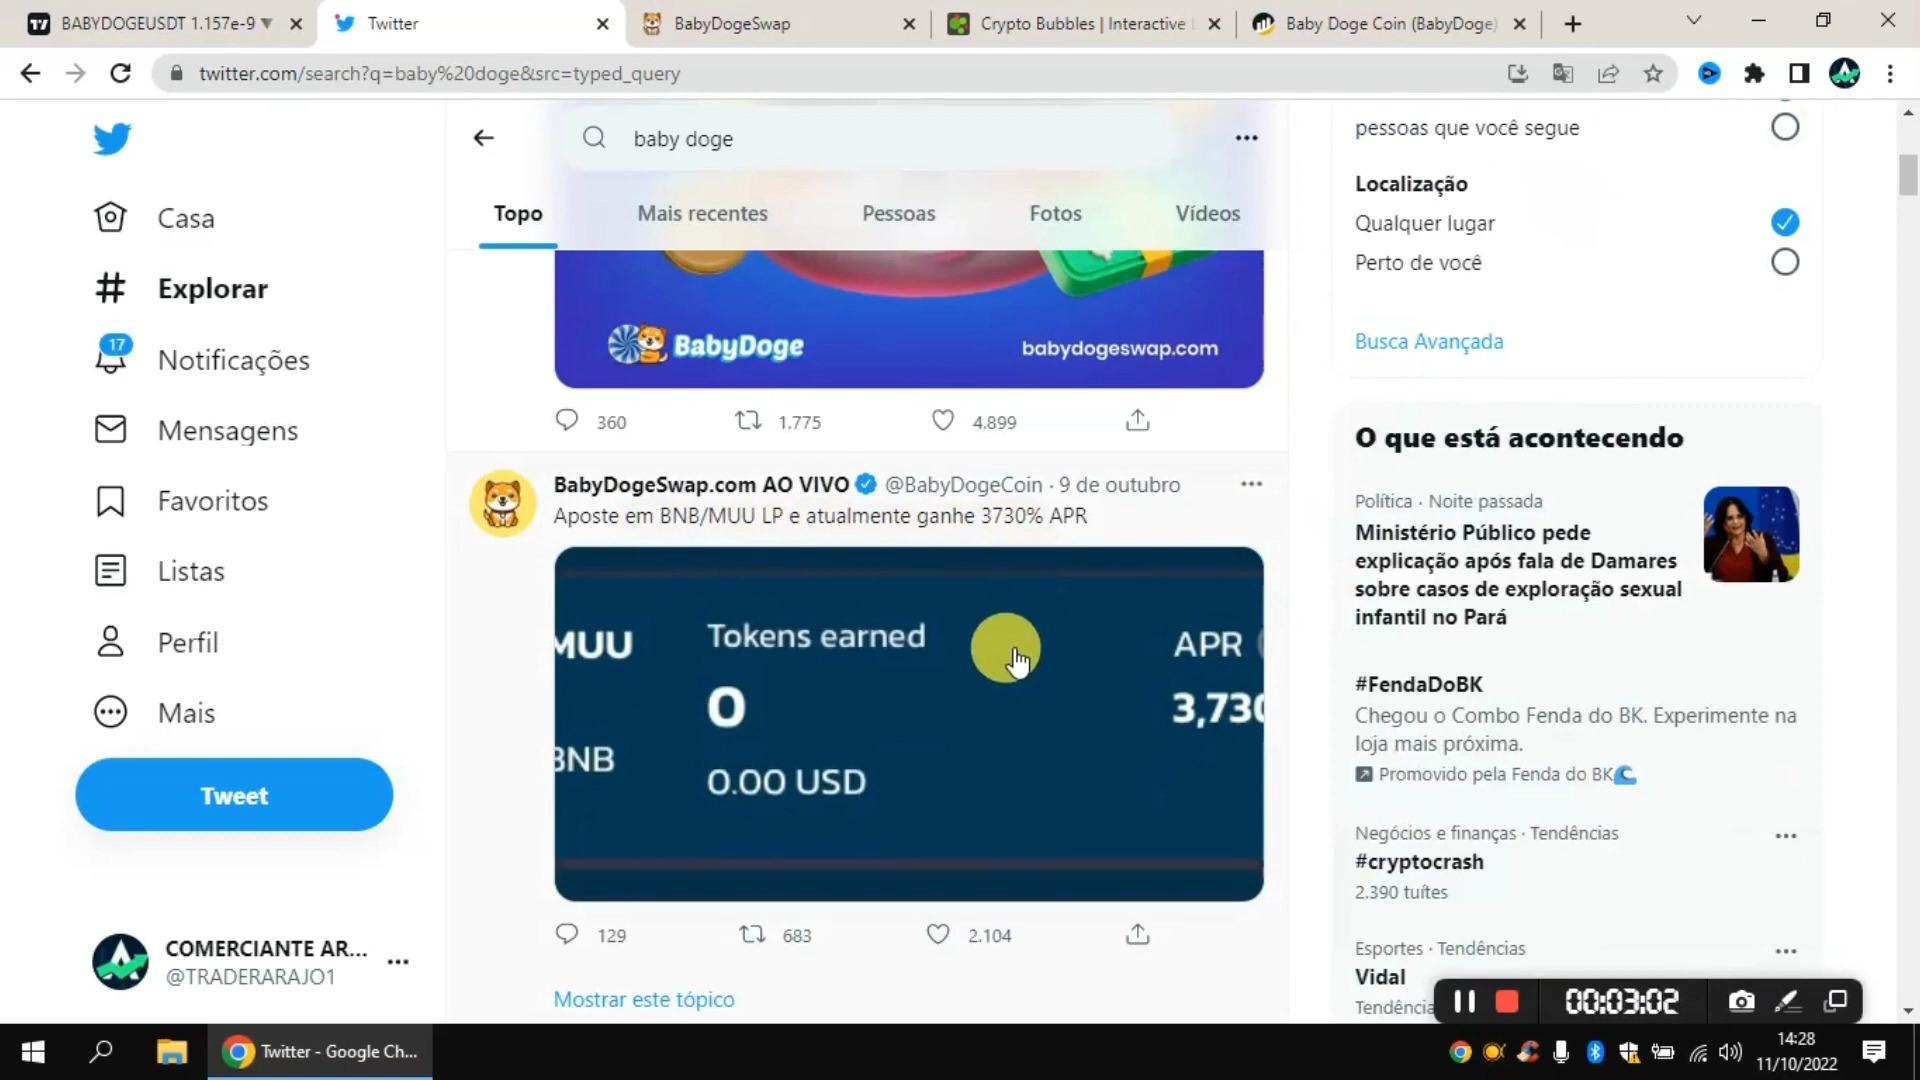 BABYDOGEUSDT 1.157e-9 ▼
Twitter
BabyDogeSwap
Crypto Bubbles | Interactive
Baby Doge Coin (BabyDoge)
twitter.com/search?q=baby%20doge&src=typed_query
Casa
Explorar
17
Notificações
Mensagens
Favoritos
Listas
Perfil
Mais
Tweet
COMERCIANTE AR...
@TRADERARAJO1
baby doge
Topo
Mais recentes
Pessoas
Fotos
Vídeos
BabyDoge
babydogeswap.com
360
1.775
4.899
BabyDogeSwap.com AO VIVO @BabyDogeCoin · 9 de outubro
Aposte em BNB/MUU LP e atualmente ganhe 3730% APR
MUU
Tokens earned
APR
0
3,730
BNB
0.00 USD
129
683
2.104
Mostrar este tópico
pessoas que você segue
Localização
Qualquer lugar
Perto de você
Busca Avançada
O que está acontecendo
Política · Noite passada
Ministério Público pede
explicação após fala de Damares
sobre casos de exploração sexual
infantil no Pará
#FendaDoBK
Chegou o Combo Fenda do BK. Experimente na
loja mais próxima.
Promovido pela Fenda do BK
Negócios e finanças · Tendências
#cryptocrash
2.390 tuítes
Esportes · Tendências
Vidal
Tendência
00:03:02
Twitter - Google Ch...
14:28
11/10/2022